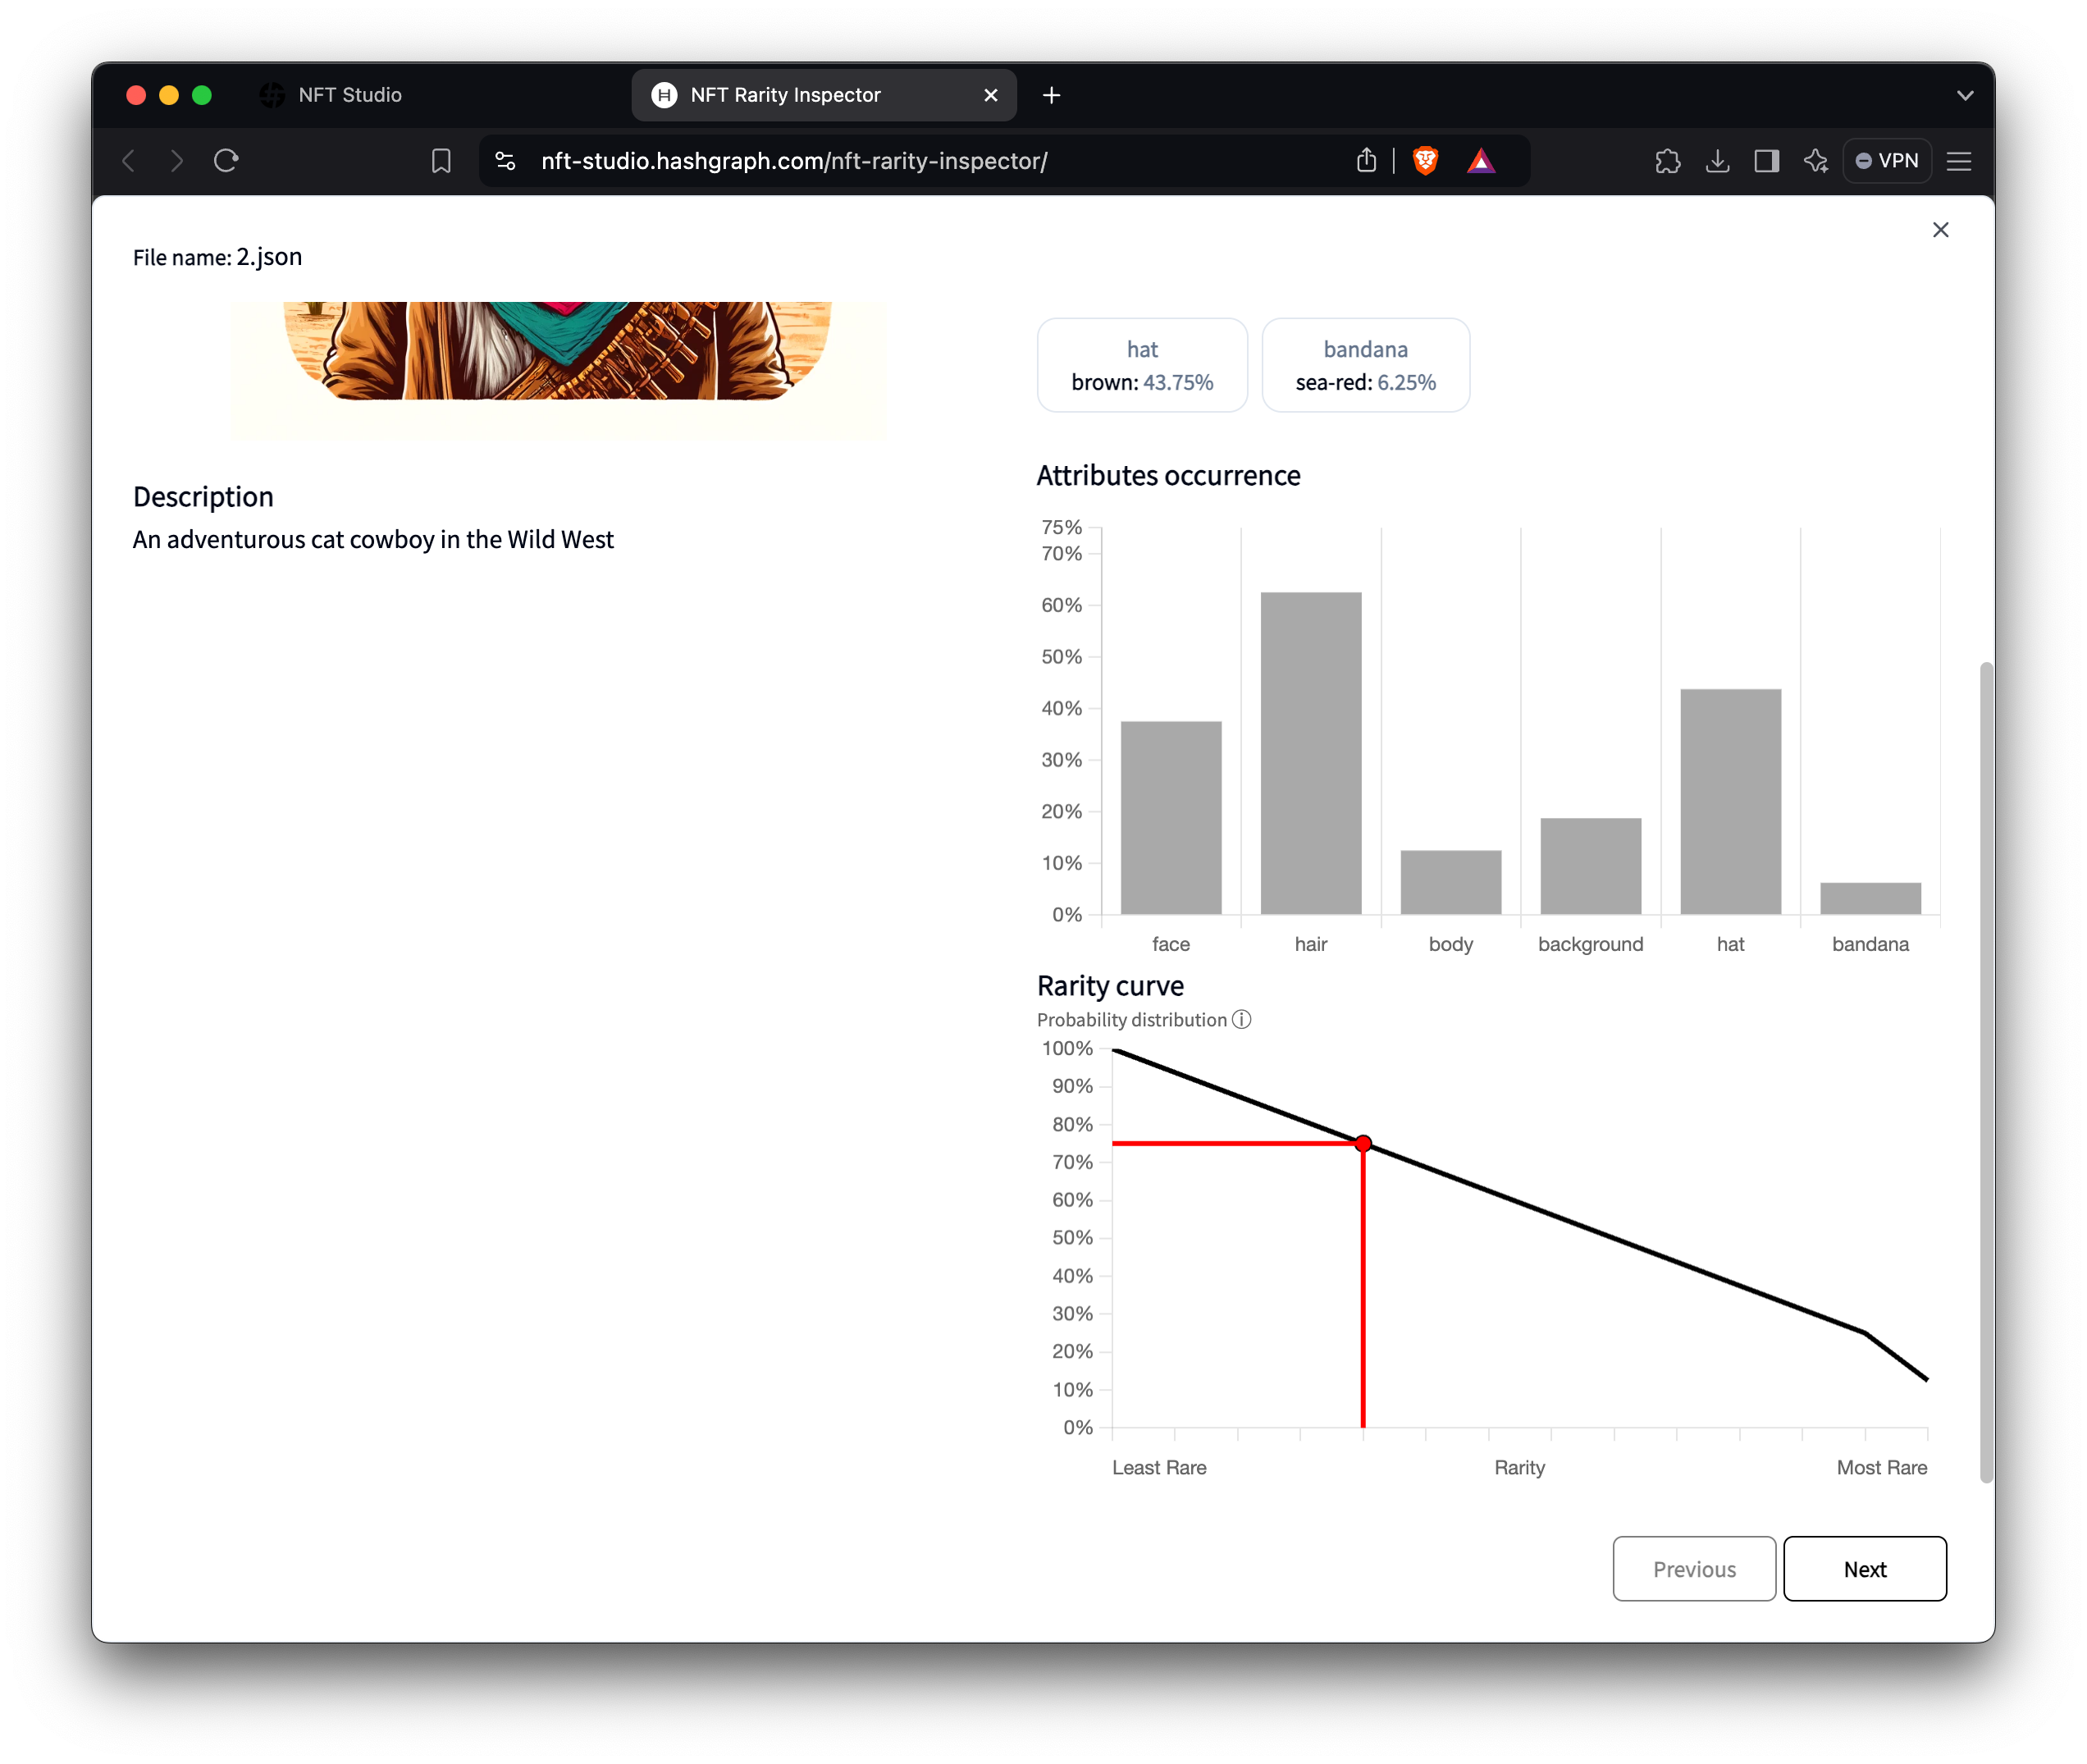 NFT Studio
NFT Rarity Inspector
nft-studio.hashgraph.com/nft-rarity-inspector/
VPN
File name: 2.json
hat
brown: 43.75%
bandana
sea-red: 6.25%
Description
An adventurous cat cowboy in the Wild West
Attributes occurrence
75%
70%
60%
50%
40%
30%
20%
10%
0%
face
hair
body
background
hat
bandana
Rarity curve
Probability distribution
100%
90%
80%
70%
60%
50%
40%
30%
20%
10%
0%
Least Rare
Rarity
Most Rare
Previous
Next